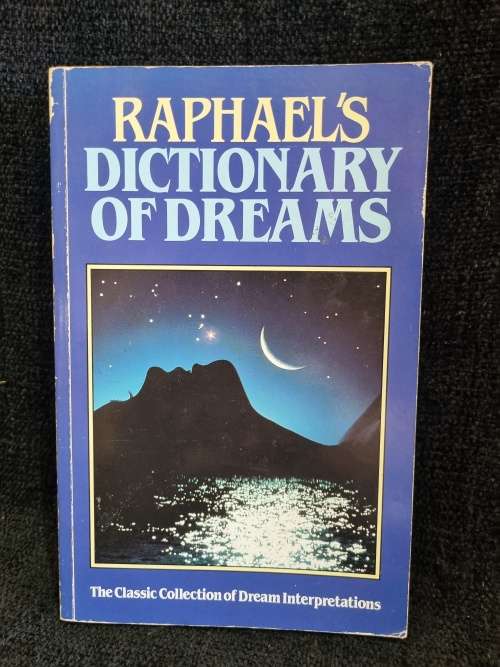 RAPHAEL'S
DICTIONARY
OF DREAMS
The Classic Collection of Dream Interpretations